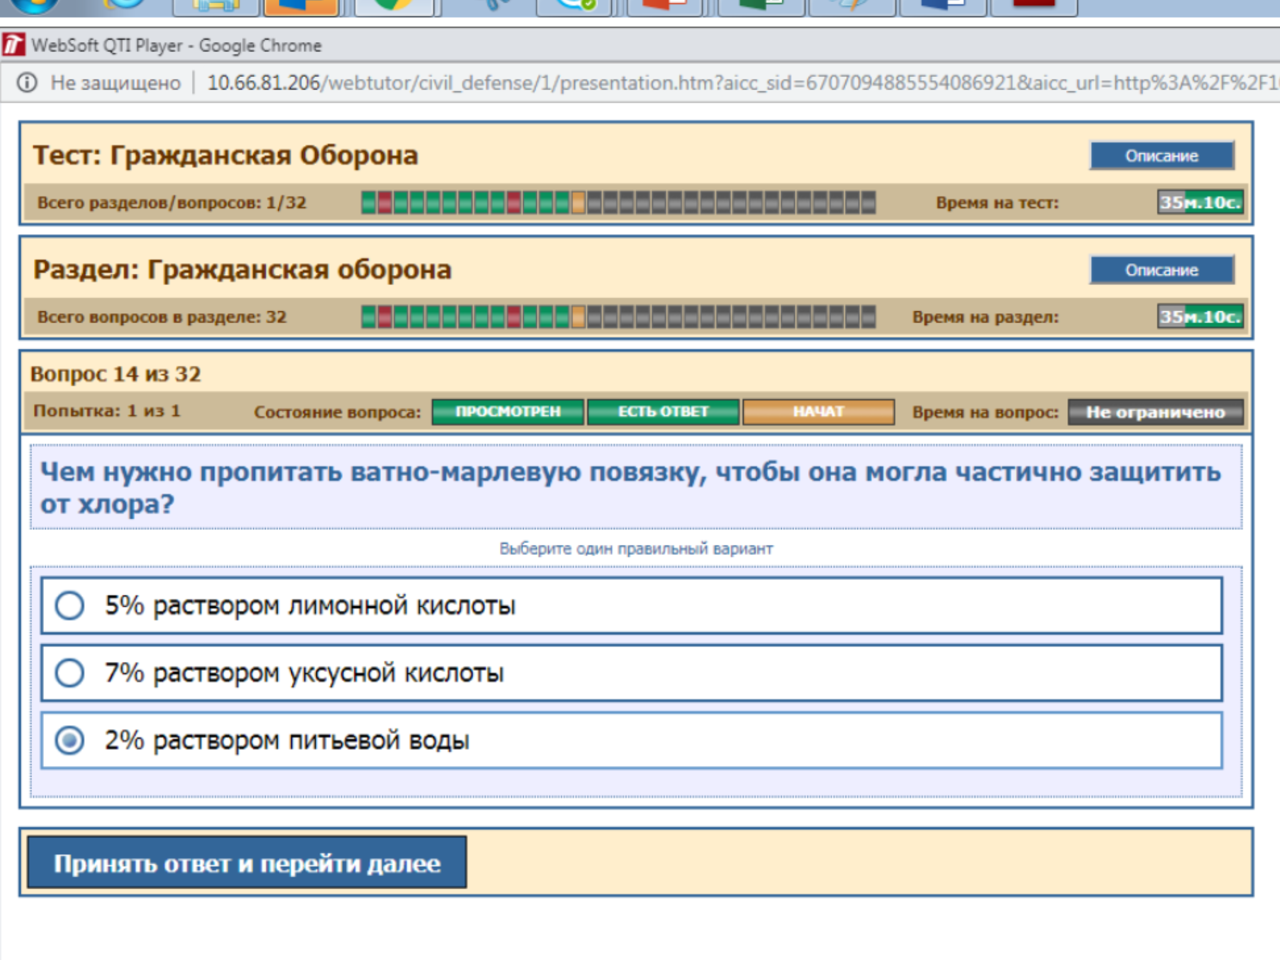 WebSoft QTI Player - Google Chrome
Не защищено
10.66.81.206/webtutor/civil_defense/1/presentation.htm?aicc_sid=6707094885554086921&aicc_url=http%3A%2F%2F1
Тест: Гражданская Оборона
Описание
Всего разделов/вопросов: 1/32
Время на тест:
35м.10с.
Раздел: Гражданская оборона
Описание
Всего вопросов в разделе: 32
Время на раздел:
35м.10с.
Вопрос 14 из 32
Попытка: 1 из 1
Состояние вопроса:
ПРОСМОТРЕН
ЕСТЬ ОТВЕТ
НАЧАТ
Время на вопрос:
Не ограничено
Чем нужно пропитать ватно-марлевую повязку, чтобы она могла частично защитить
от хлора?
Выберите один правильный вариант
5% раствором лимонной кислоты
7% раствором уксусной кислоты
2% раствором питьевой воды
Принять ответ и перейти далее